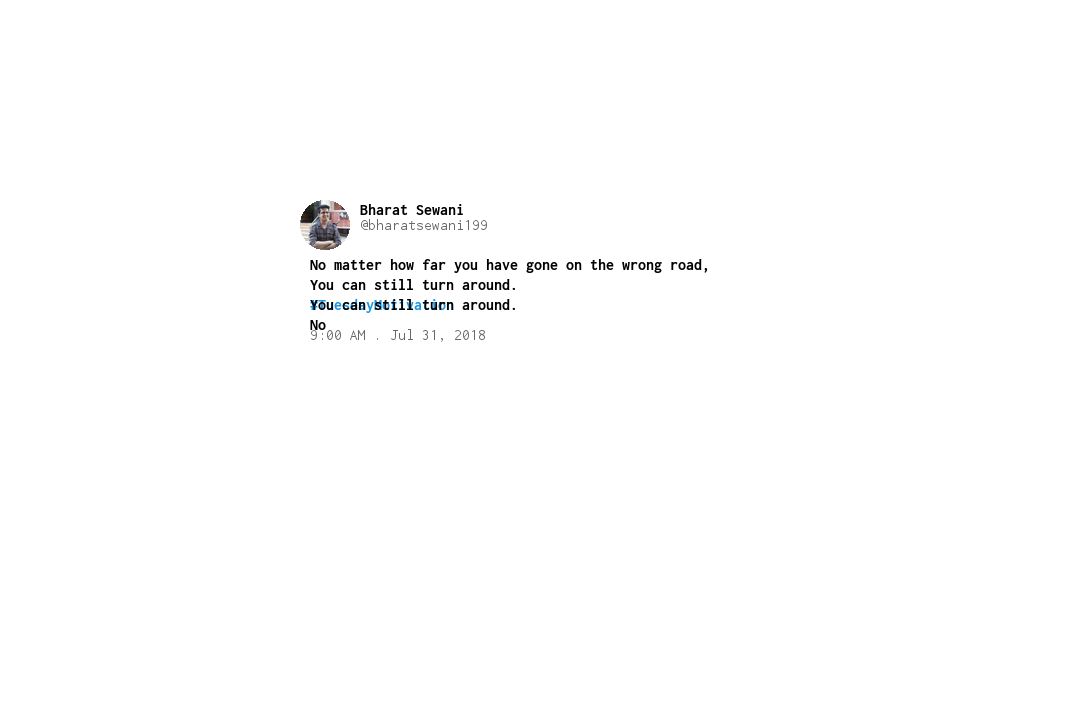 Bharat Sewani
@bharatsewani199
No matter how far you have gone on the wrong road,
You can still turn around.
You can still turn around.
#TuesdayMotivation
No
9:00 AM . Jul 31, 2018